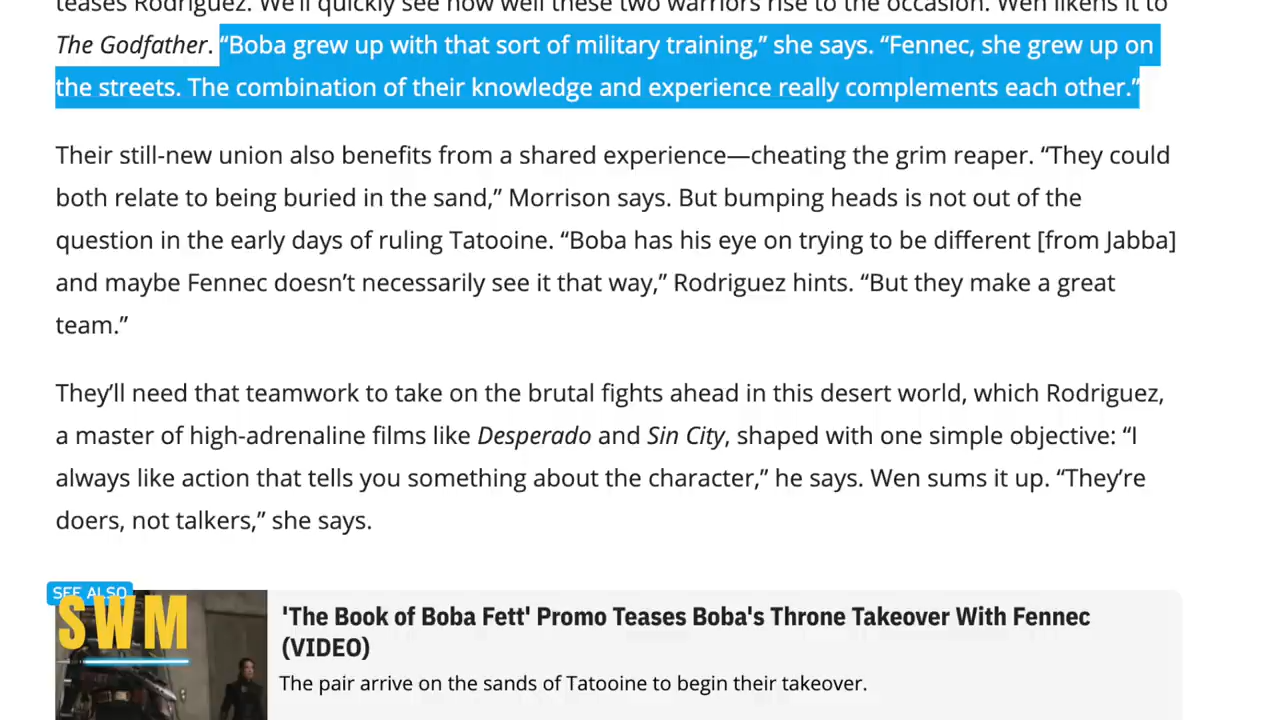 teases Rodriguez. We'll quickly see how well these two warriors rise to the occasion. Wen likens it to
The Godfather. “Boba grew up with that sort of military training,” she says. “Fennec, she grew up on
the streets. The combination of their knowledge and experience really complements each other.”
Their still-new union also benefits from a shared experience—cheating the grim reaper. “They could
both relate to being buried in the sand,” Morrison says. But bumping heads is not out of the
question in the early days of ruling Tatooine. “Boba has his eye on trying to be different [from Jabba]
and maybe Fennec doesn’t necessarily see it that way,” Rodriguez hints. “But they make a great
team.”
They’ll need that teamwork to take on the brutal fights ahead in this desert world, which Rodriguez,
a master of high-adrenaline films like Desperado and Sin City, shaped with one simple objective: “I
always like action that tells you something about the character,” he says. Wen sums it up. “They’re
doers, not talkers,” she says.
SEE ALSO
SWM
'The Book of Boba Fett' Promo Teases Boba's Throne Takeover With Fennec
(VIDEO)
The pair arrive on the sands of Tatooine to begin their takeover.